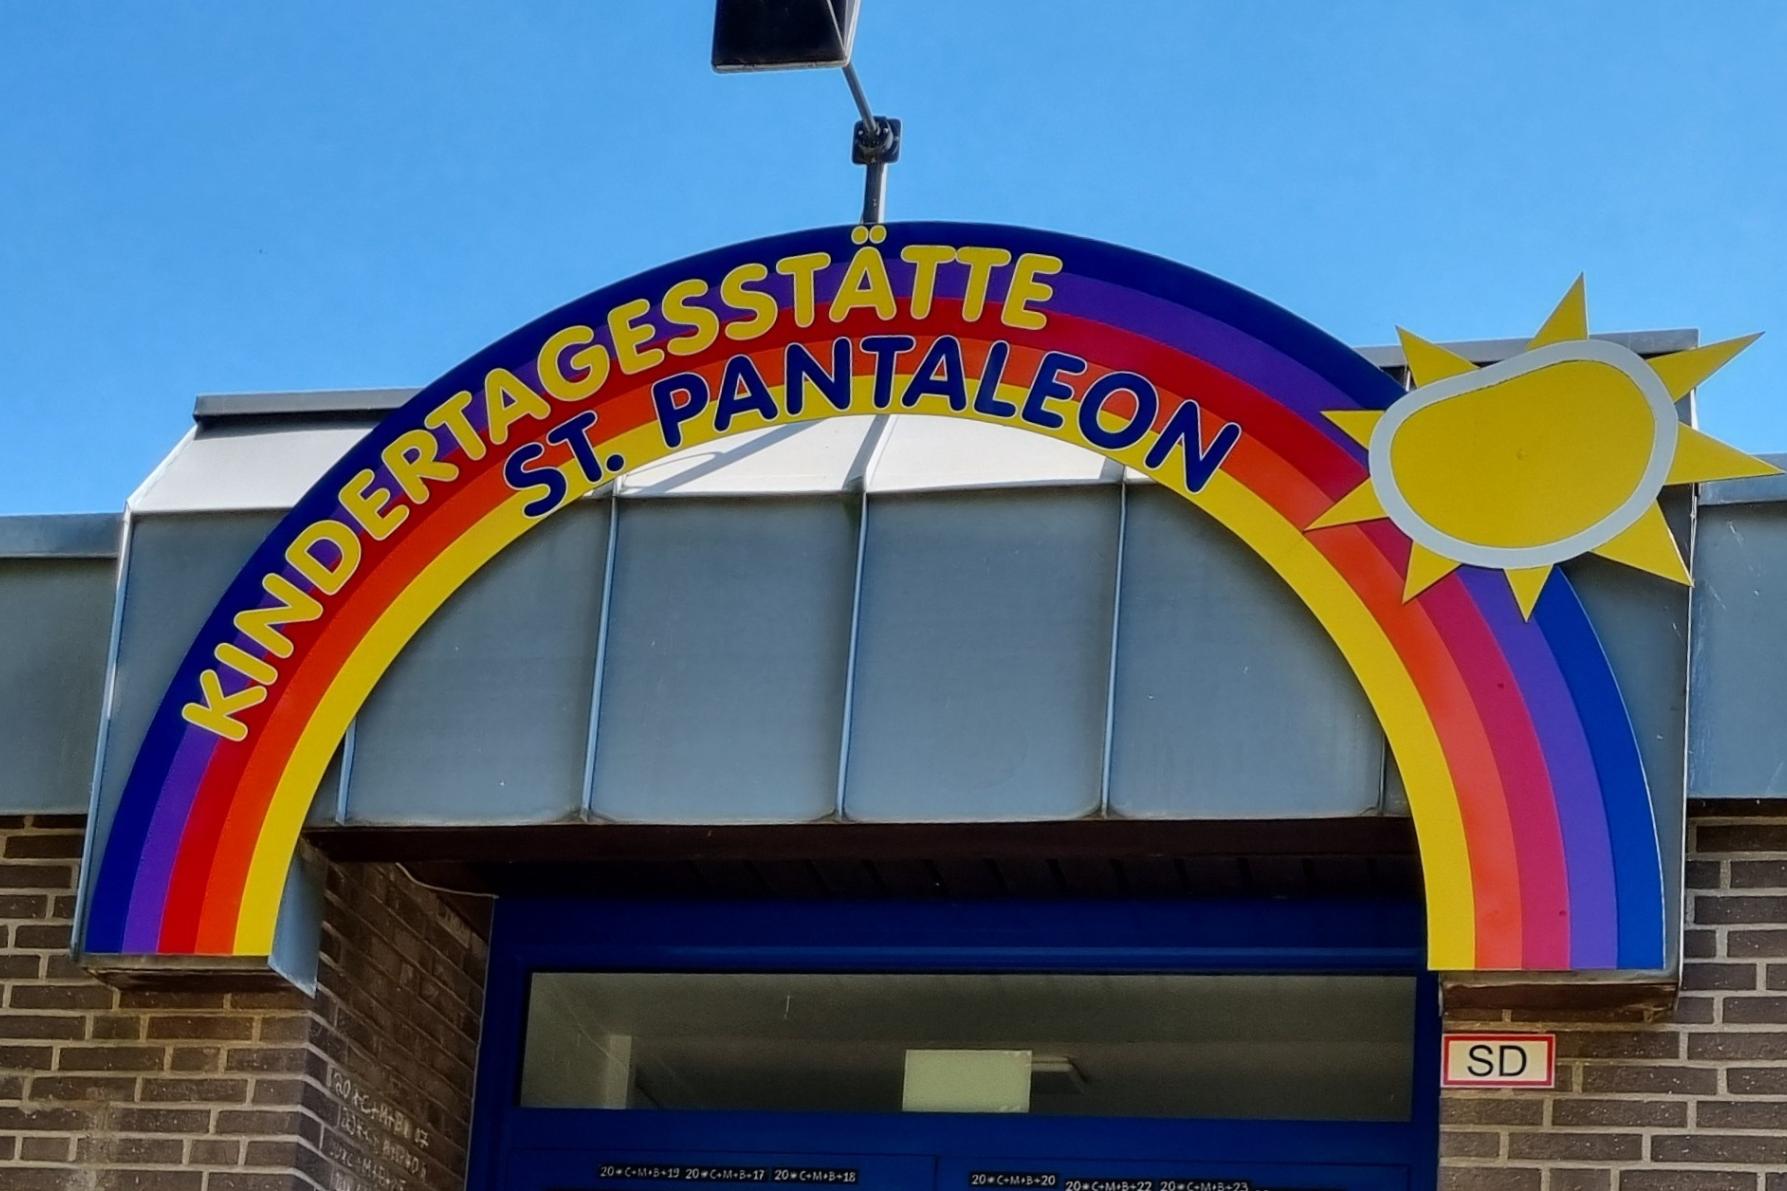 KINDERTAGESSTÄTTE
ST. PANTALEON
SD
20*C+M+B+19 20*C+M+B+17 20*C+M+B+18
20*C+M+B+20 20*C+M+B+22 20*C+M+B+23